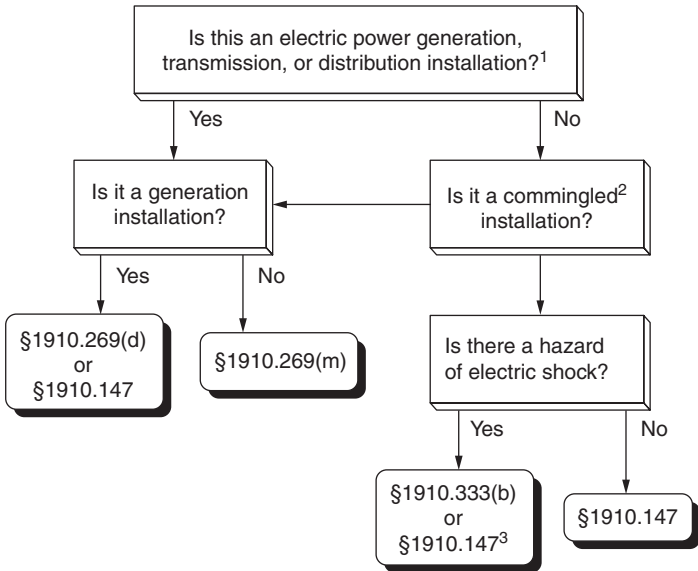 Is this an electric power generation,
transmission, or distribution installation?¹
Yes
No
Is it a generation
installation?
Is it a commingled²
installation?
Yes
No
§1910.269(d)
or
§1910.147
§1910.269(m)
Is there a hazard
of electric shock?
Yes
No
§1910.333(b)
or
§1910.147³
§1910.147